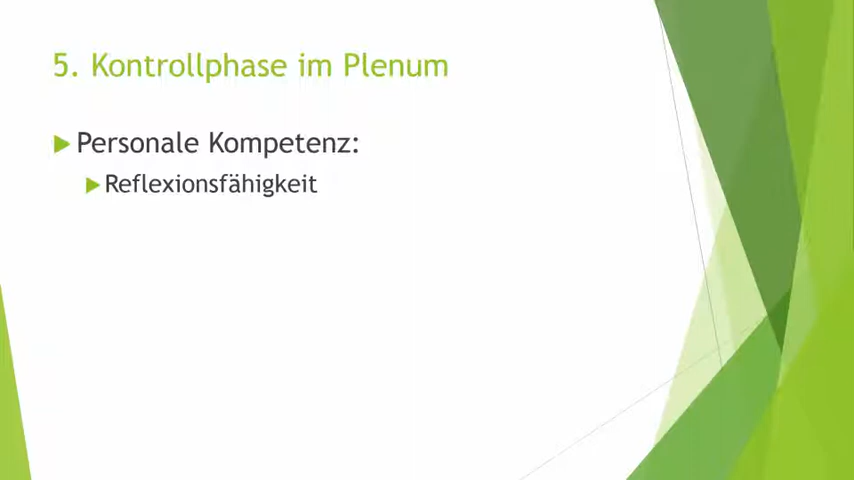 5. Kontrollphase im Plenum
Personale Kompetenz:
Reflexionsfähigkeit